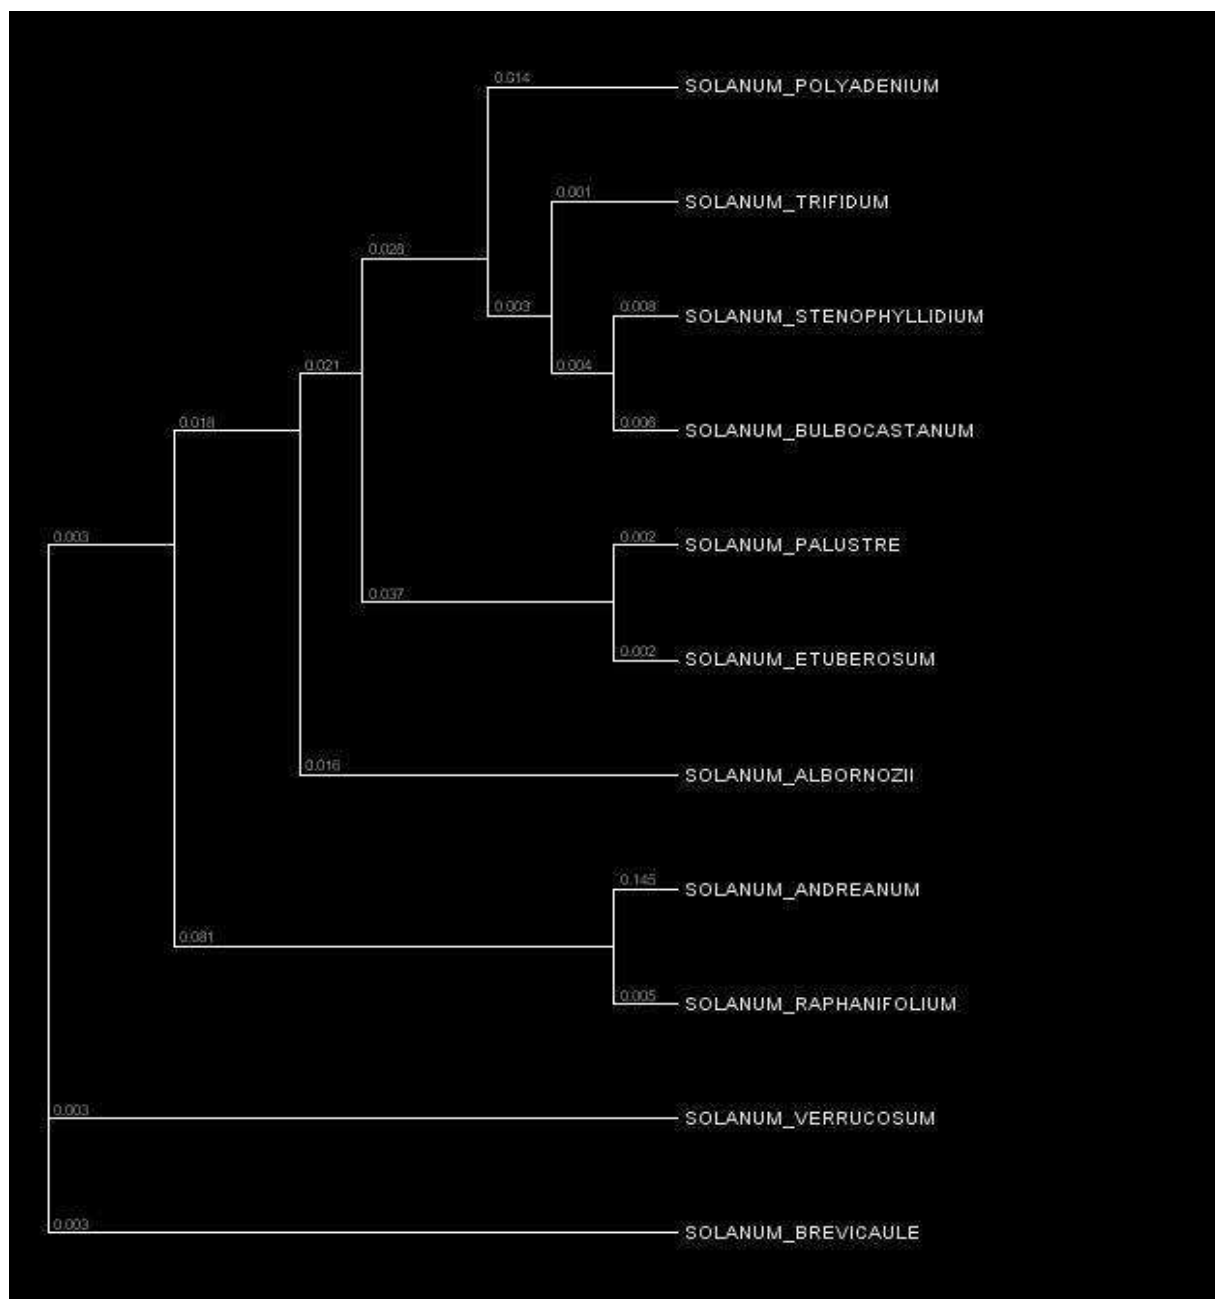 0.014
SOLANUM_POLYADENIUM
0.001
SOLANUM_TRIFIDUM
0.028
0.003
0.008
SOLANUM_STENOPHYLLIDIUM
0.021
0.004
0.018
0.006
SOLANUM_BULBOCASTANUM
0.003
0.002
SOLANUM_PALUSTRE
0.037
0.002
SOLANUM_ETUBEROSUM
0.016
SOLANUM_ALBORNOZII
0.145
SOLANUM_ANDREANUM
0.081
0.005
SOLANUM_RAPHANIFOLIUM
0.003
SOLANUM_VERRUCOSUM
0.003
SOLANUM_BREVICAULE